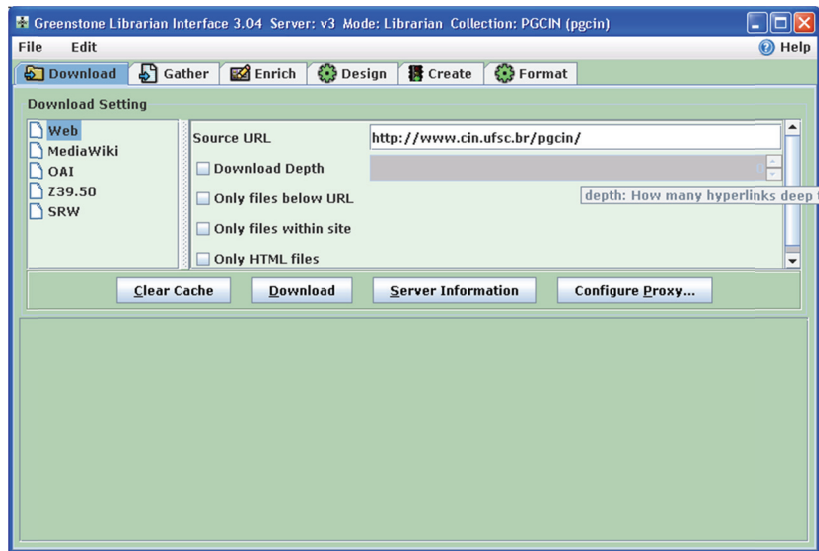 Greenstone Librarian Interface 3.04 Server: v3 Mode: Librarian Collection: PGCIN (pgcin)
File Edit Help
Download Gather Enrich Design Create Format
Download Setting
Web
MediaWiki
OAI
Z39.50
SRW
Source URL http://www.cin.ufsc.br/pgcin/
Download Depth
depth: How many hyperlinks deep
Only files below URL
Only files within site
Only HTML files
Clear Cache Download Server Information Configure Proxy...